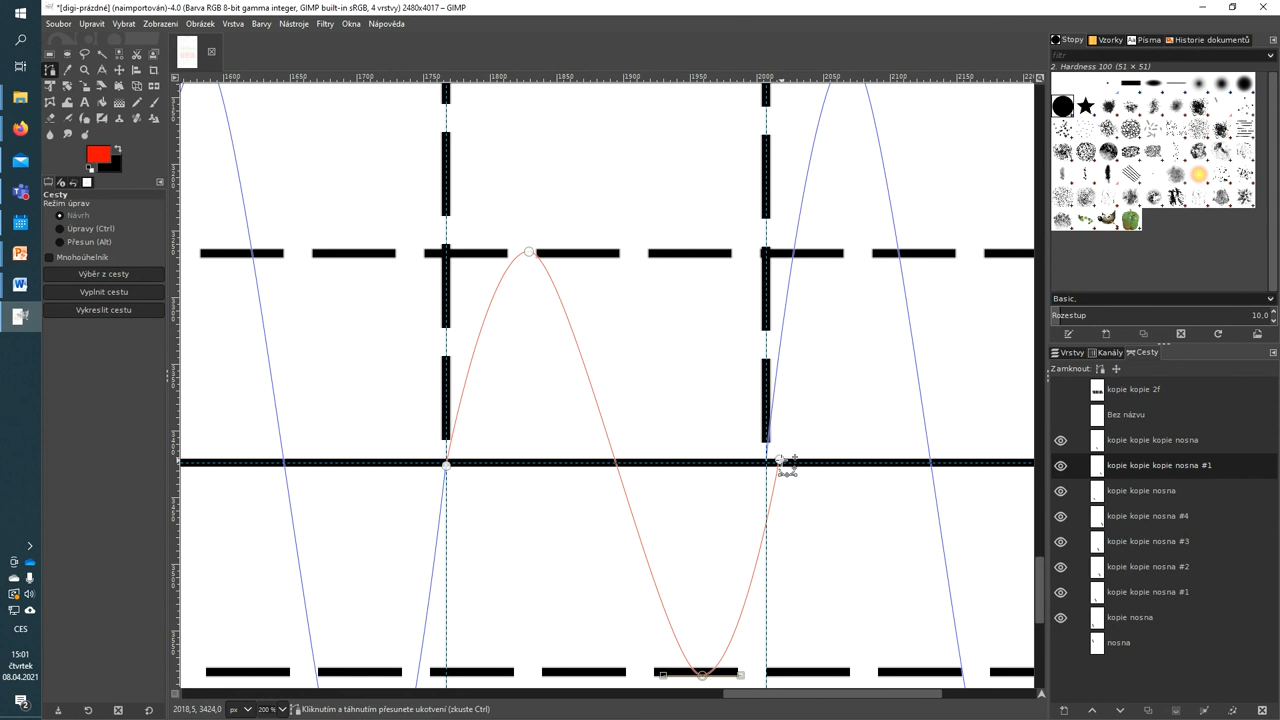 *[digi-prázdné] (naimportován)-4.0 (Barva RGB 8-bit gamma integer, GIMP built-in sRGB, 4 vrstvy) 2480x4017 – GIMP
Soubor Upravit Vybrat Zobrazení Obrázek Vrstva Barvy Nástroje Filtry Okna Nápověda
Stopy Vzorky Písma Historie dokumentů
filtr
2. Hardness 100 (51 × 51)
1600 1650 1700 1750 1800 1850 1900 1950 2000 2050 2100 2150
Cesty
Režim úprav
Návrh
Úpravy (Ctrl)
Přesun (Alt)
Mnohoúhelník
Výběr z cesty
Vyplnit cestu
Vykreslit cestu
Basic,
Rozestup 10,0
Vrstvy Kanály Cesty
Zamknout:
kopie kopie 2f
Bez názvu
kopie kopie kopie nosna
kopie kopie kopie nosna #1
kopie kopie nosna
kopie kopie nosna #4
kopie kopie nosna #3
kopie kopie nosna #2
kopie kopie nosna #1
kopie nosna
nosna
CES
15:01
čtvrtek
08.04.2021
2018,5, 3424,0 px 200 % Kliknutím a táhnutím přesunete ukotvení (zkuste Ctrl)